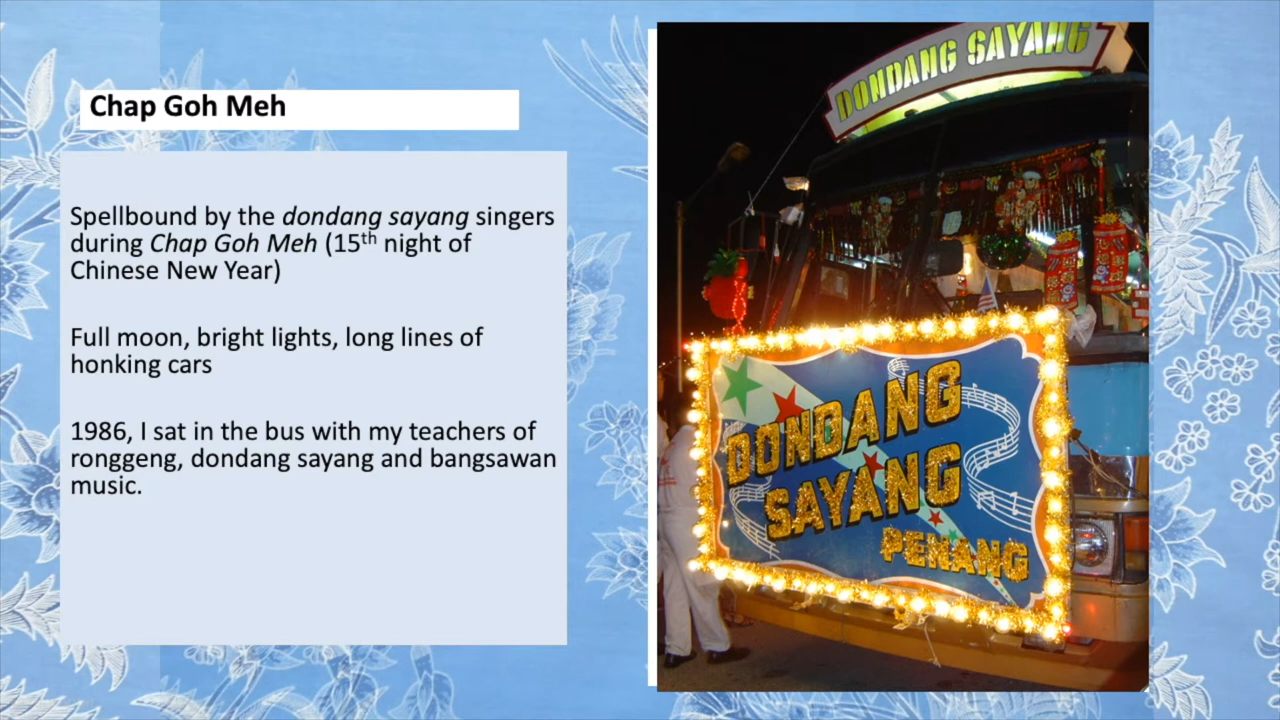 Chap Goh Meh
Spellbound by the dondang sayang singers
during Chap Goh Meh (15th night of
Chinese New Year)
Full moon, bright lights, long lines of
honking cars
1986, I sat in the bus with my teachers of
ronggeng, dondang sayang and bangsawan
music.
DONDANG SAYANG
DONDANG
SAYANG
PENANG